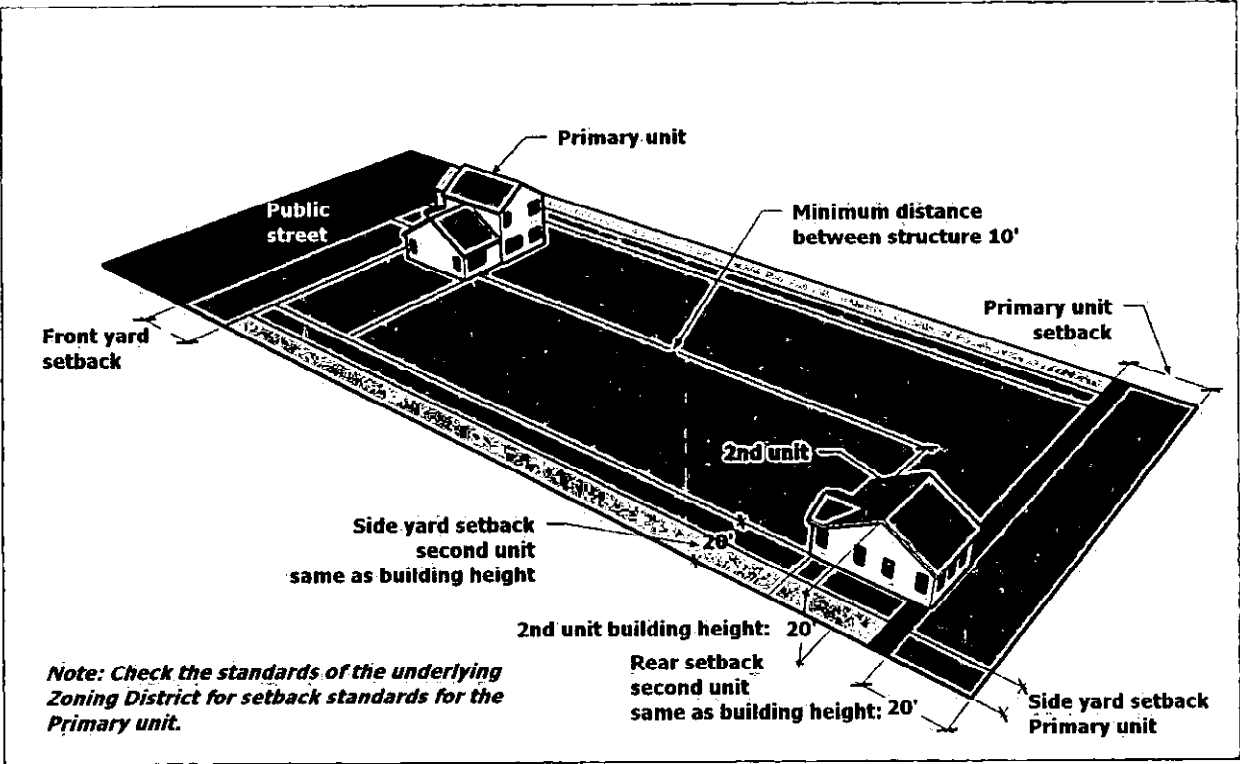 Primary unit
Public
street
Minimum distance
between structure 10'
Primary unit
setback
Front yard
setback
2nd unit
Side yard setback
second unit
same as building height
20'
2nd unit building height: 20'
Rear setback
second unit
same as building height: 20'
Side yard setback
Primary unit
Note: Check the standards of the underlying
Zoning District for setback standards for the
Primary unit.